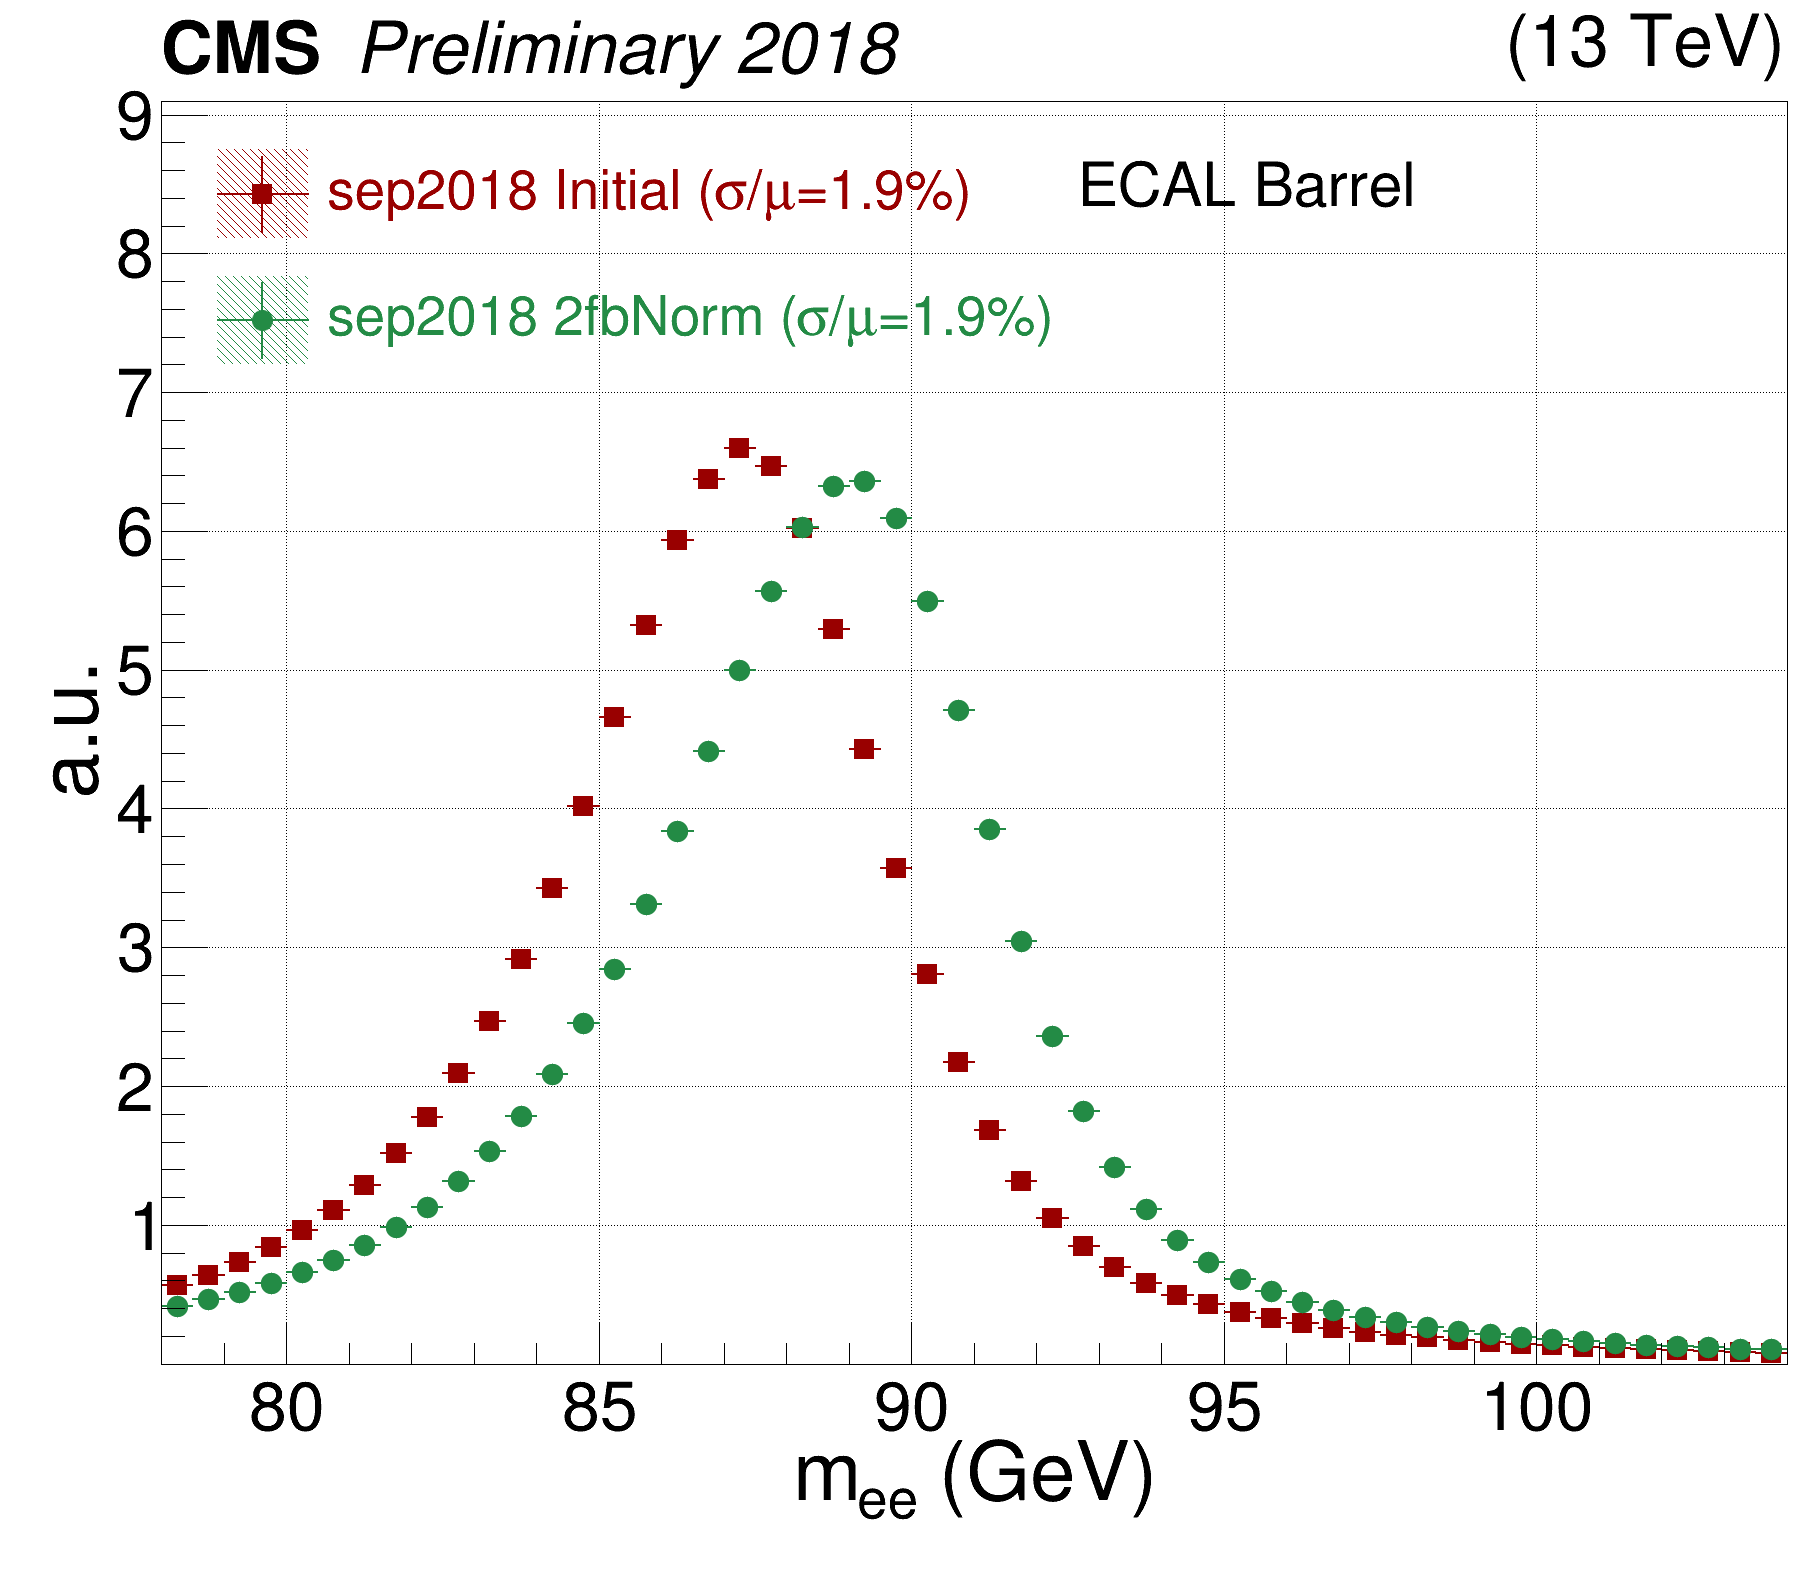 CMS Preliminary 2018 (13 TeV)
9
sep2018 Initial (σ/μ=1.9%) ECAL Barrel
8
sep2018 2fbNorm (σ/μ=1.9%)
7
6
5
4
3
2
1
a.u.
80 85 90 95 100
mee (GeV)